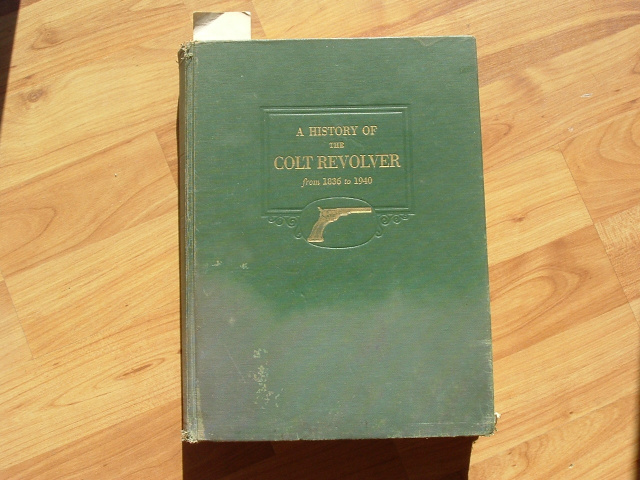 A HISTORY OF
THE
COLT REVOLVER
from 1836 to 1940